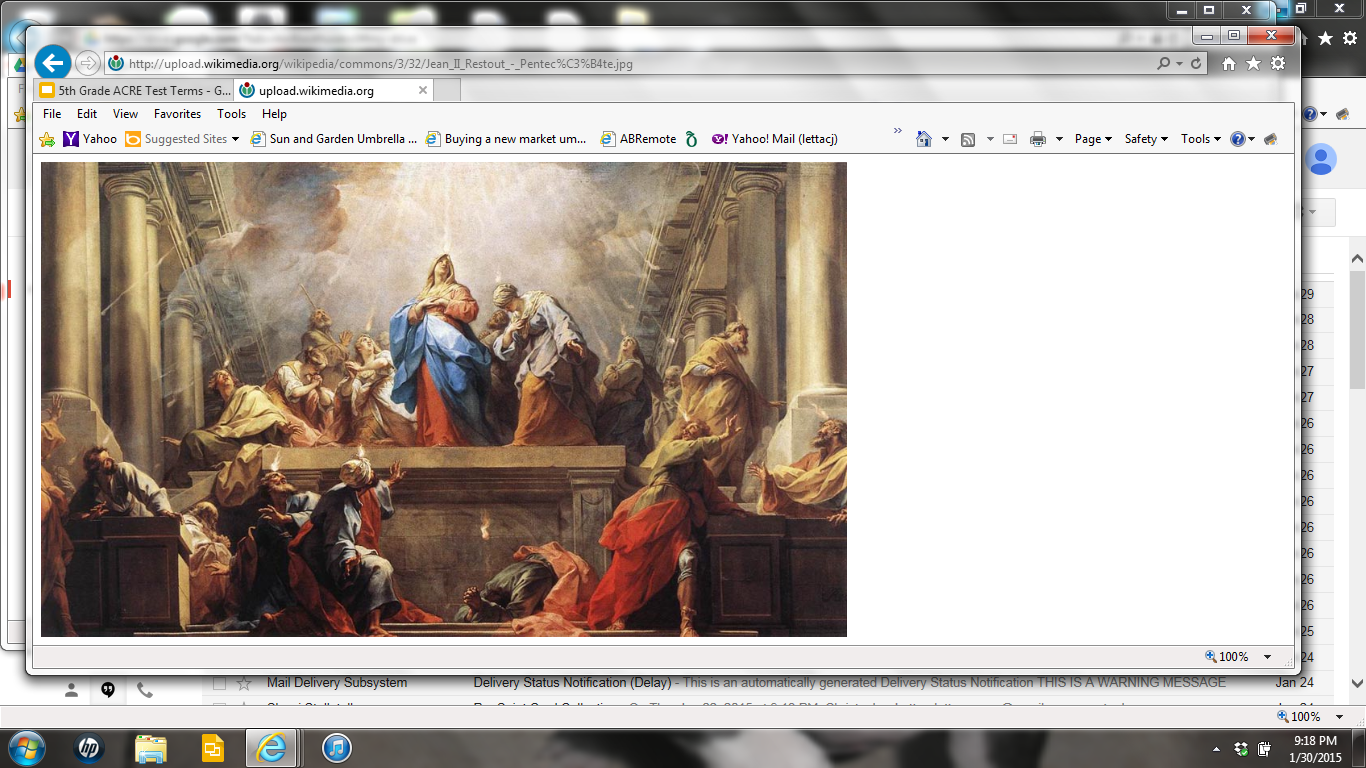 http://upload.wikimedia.org/wikipedia/commons/3/32/Jean_II_Restout_-_Pentec%C3%B4te.jpg
5th Grade ACRE Test Terms - G... upload.wikimedia.org
File Edit View Favorites Tools Help
Yahoo Suggested Sites Sun and Garden Umbrella ... Buying a new market um... ABRemote Yahoo! Mail (lettacj) » Page Safety Tools
29
28
28
27
27
26
26
26
26
26
26
26
26
25
24
100%
Mail Delivery Subsystem Delivery Status Notification (Delay) - This is an automatically generated Delivery Status Notification THIS IS A WARNING MESSAGE Jan 24
100%
hp
9:18 PM
1/30/2015